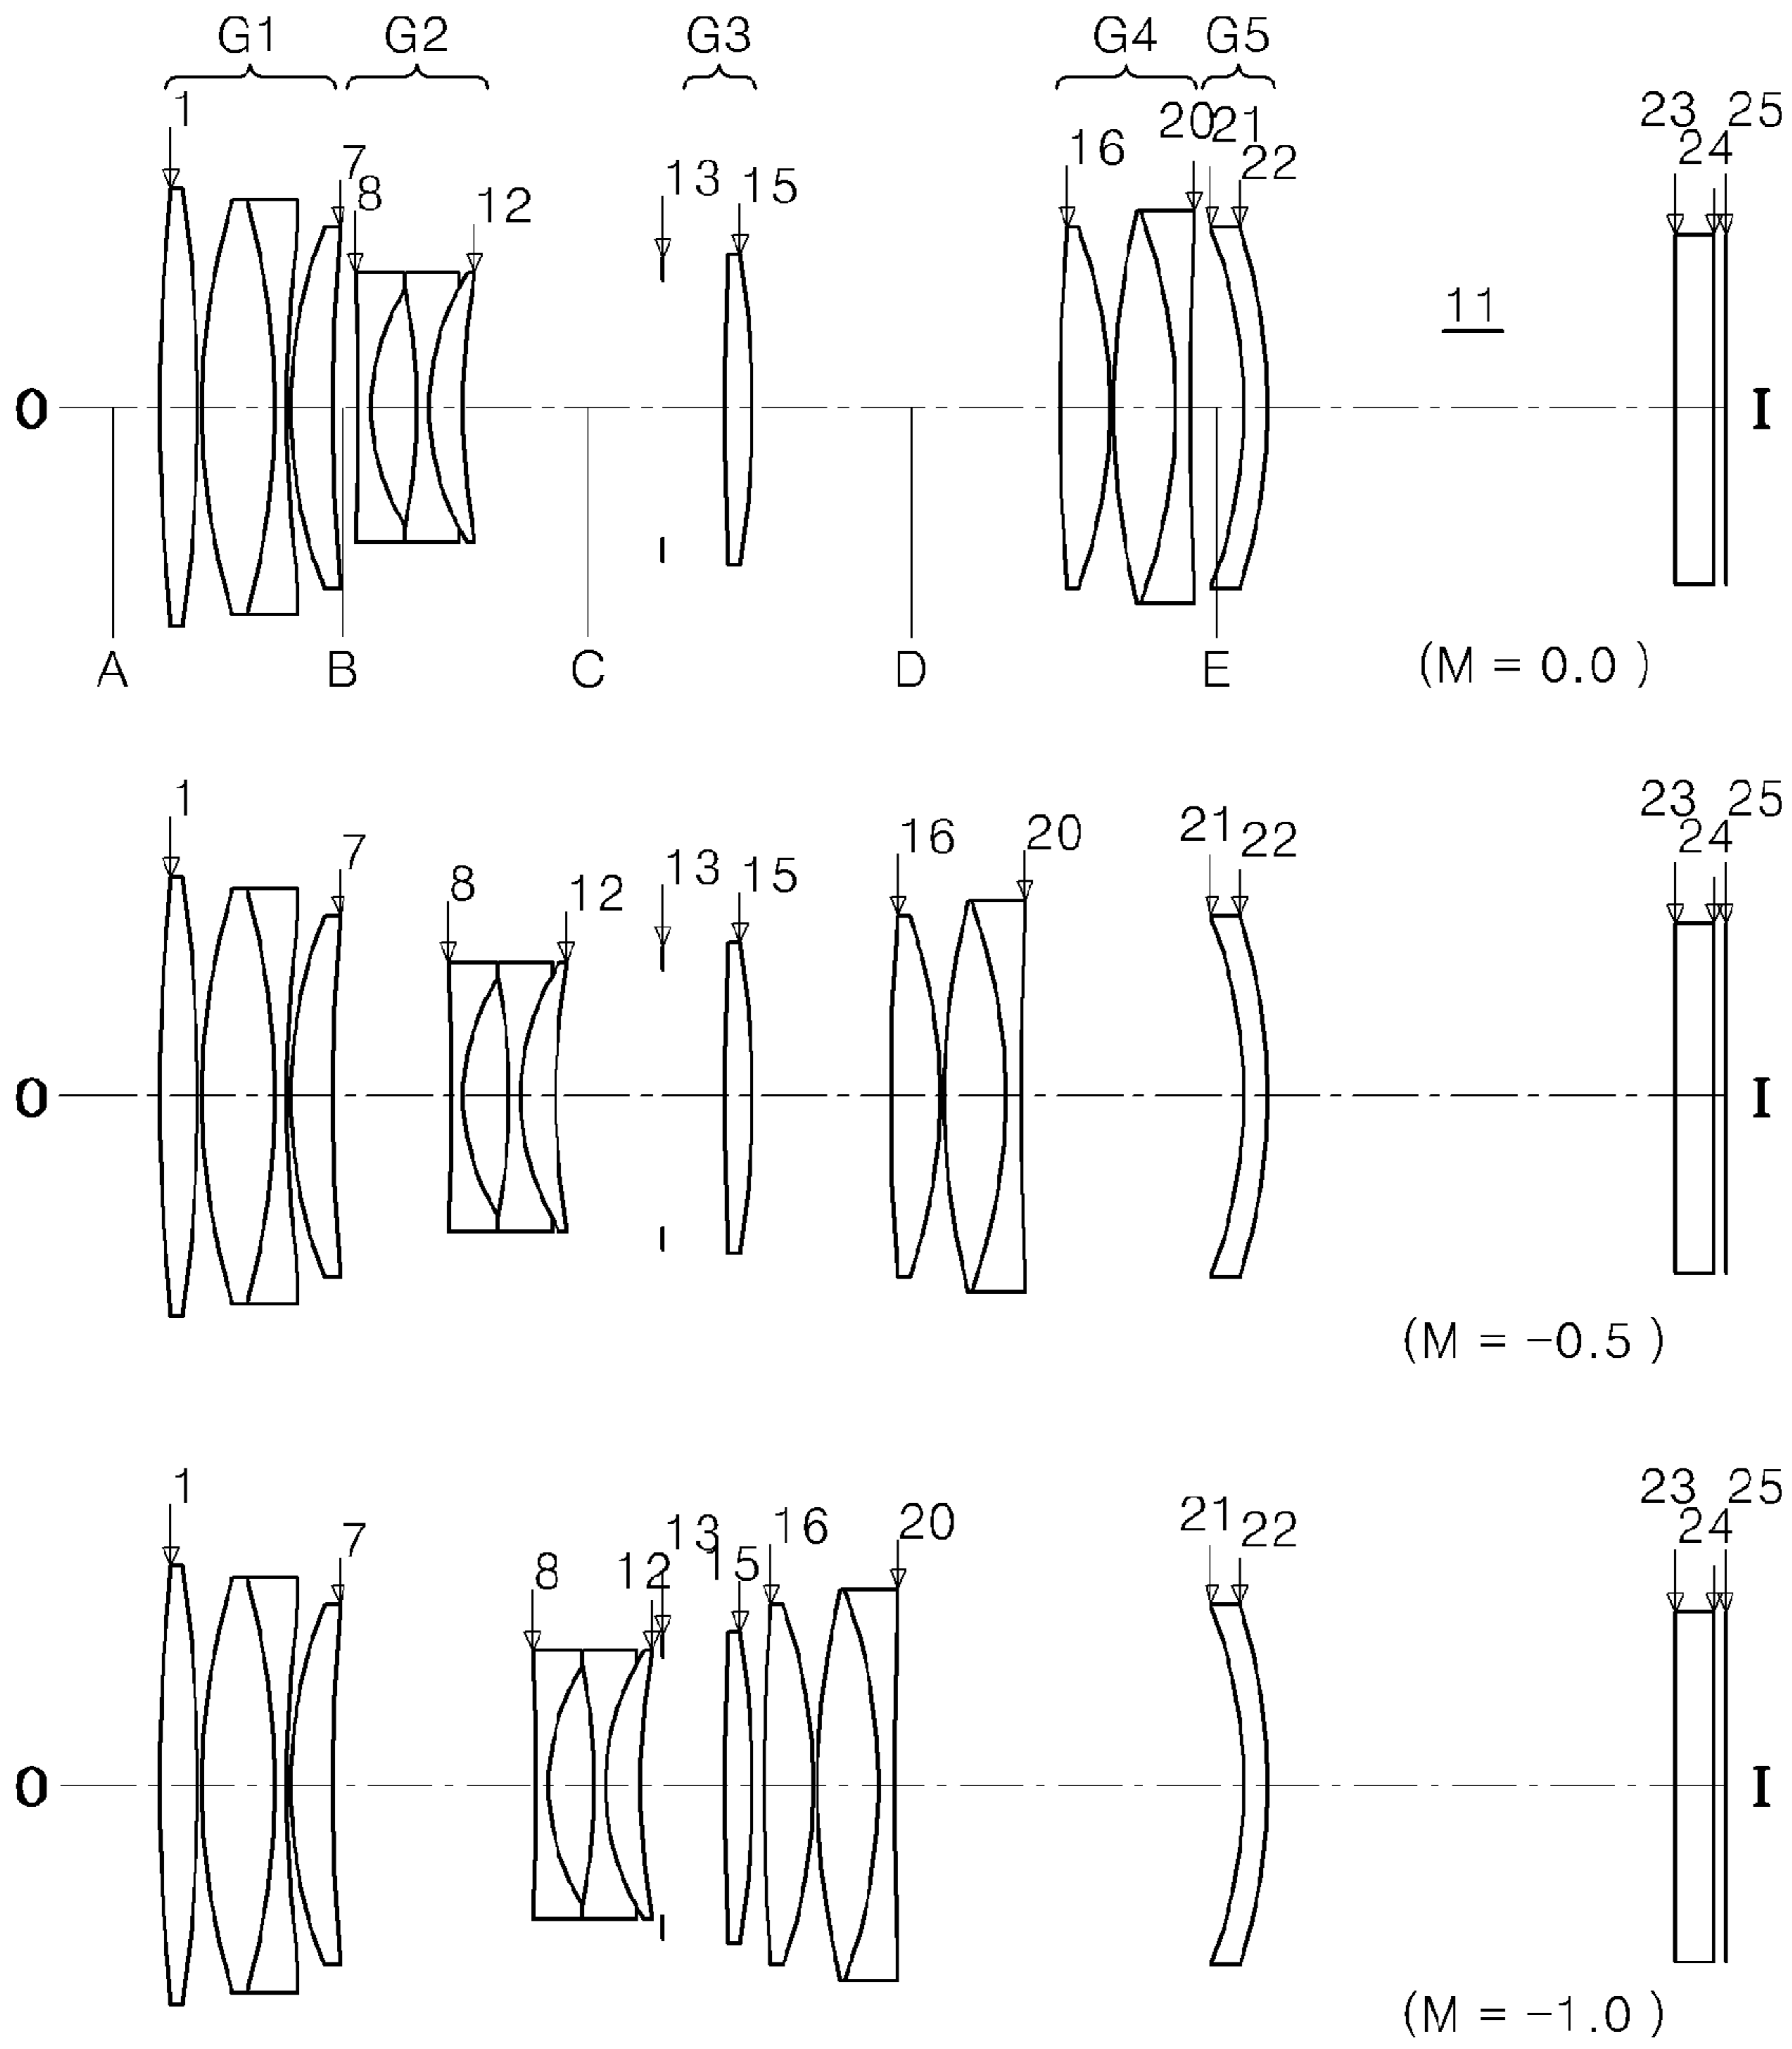 G1 G2 G3 G4 G5
1 7 8 12 13 15 16 20 21 22 23 24 25
11
O I
A B C D E
(M = 0.0 )
1 7 8 12 13 15 16 20 21 22 23 24 25
O I
(M = −0.5 )
1 7 8 12 13 15 16 20 21 22 23 24 25
O I
(M = −1.0 )